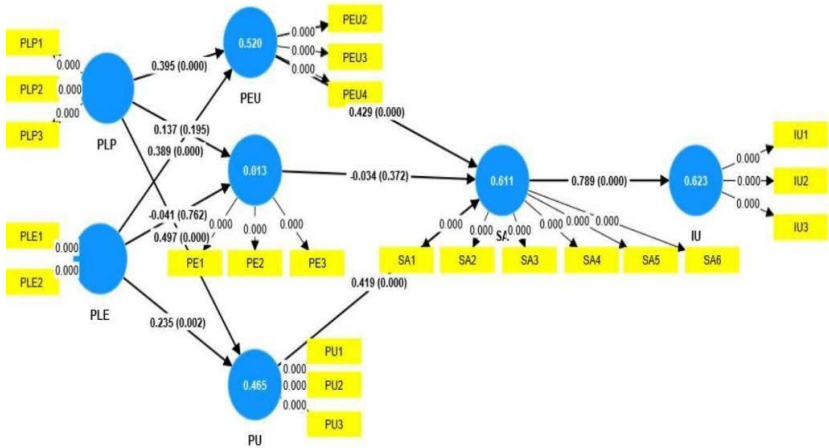 PLP1
0.000
PLP2
0.000
PLP3
0.000
PLP
PLE1
0.000
PLE2
0.000
PLE
0.395 (0.000)
0.137 (0.195)
0.389 (0.000)
-0.041 (0.762)
0.497 (0.000)
0.235 (0.002)
0.520
PEU
0.000
PEU2
0.000
PEU3
0.000
PEU4
0.013
0.000
0.000
0.000
PE1
PE2
PE3
0.465
PU
0.000
PU1
0.000
PU2
0.000
PU3
0.429 (0.000)
-0.034 (0.372)
0.419 (0.000)
0.611
SA
0.000
0.000
0.000
0.000
0.000
0.000
SA1
SA2
SA3
SA4
SA5
SA6
0.789 (0.000)
0.623
IU
0.000
IU1
0.000
IU2
0.000
IU3